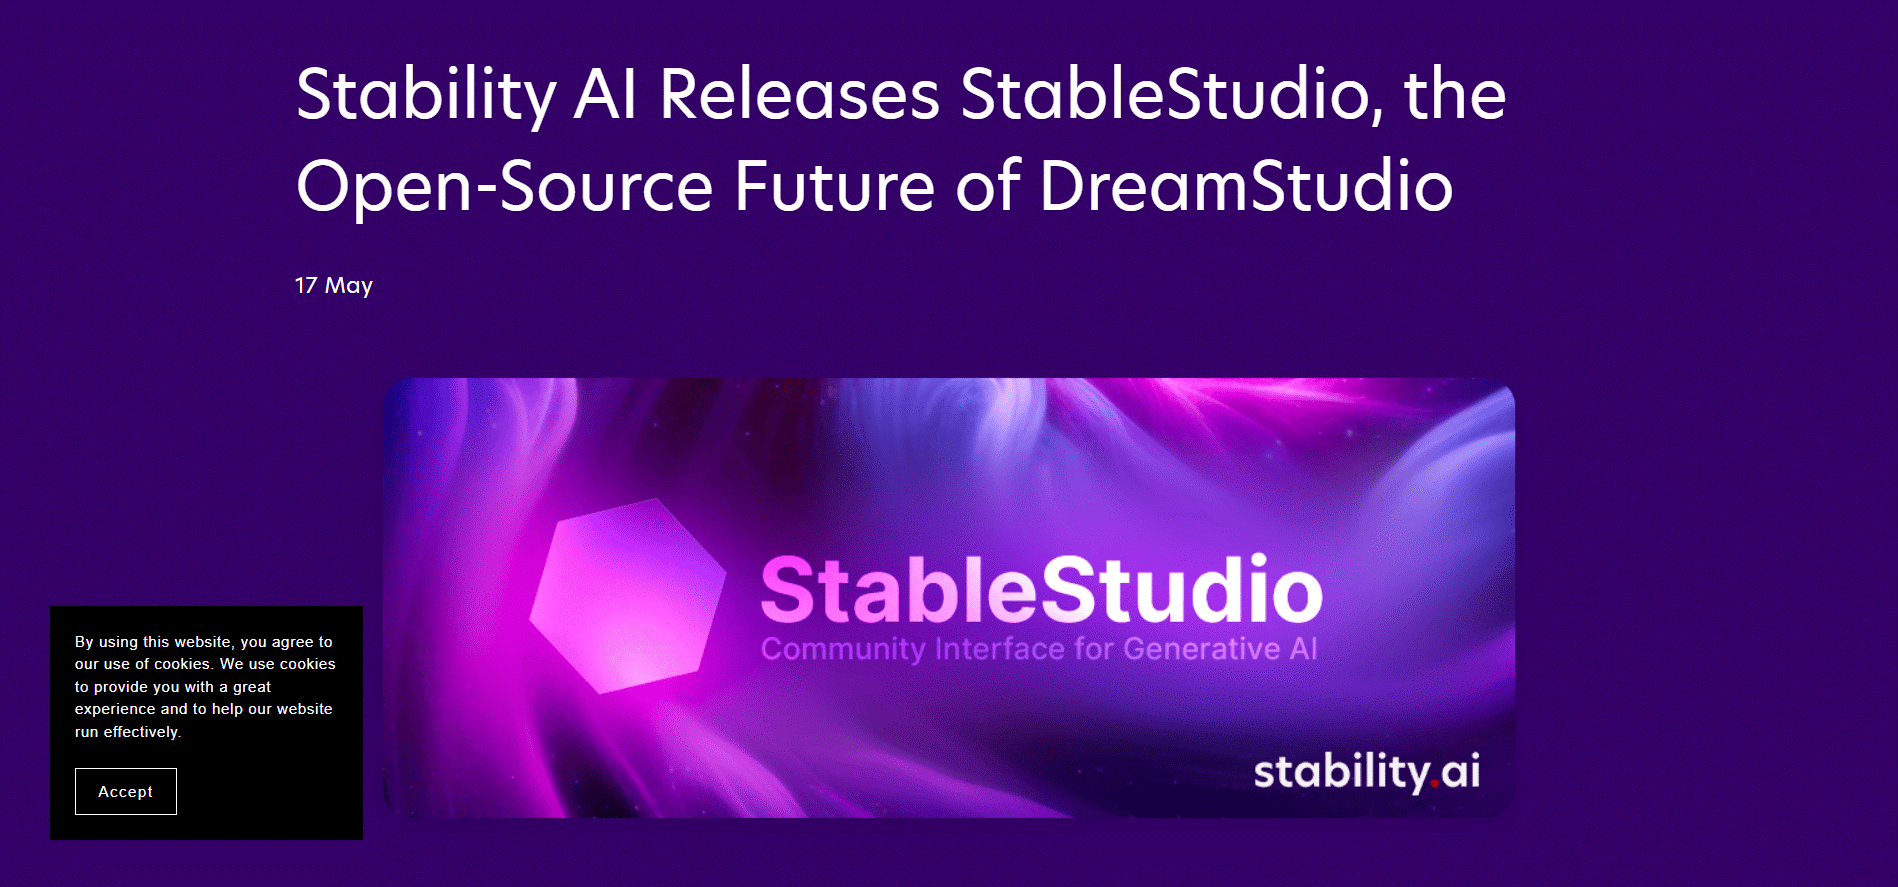 Stability AI Releases StableStudio, the
Open-Source Future of DreamStudio
17 May
StableStudio
Community Interface for Generative AI
stability.ai
By using this website, you agree to
our use of cookies. We use cookies
to provide you with a great
experience and to help our website
run effectively.
Accept